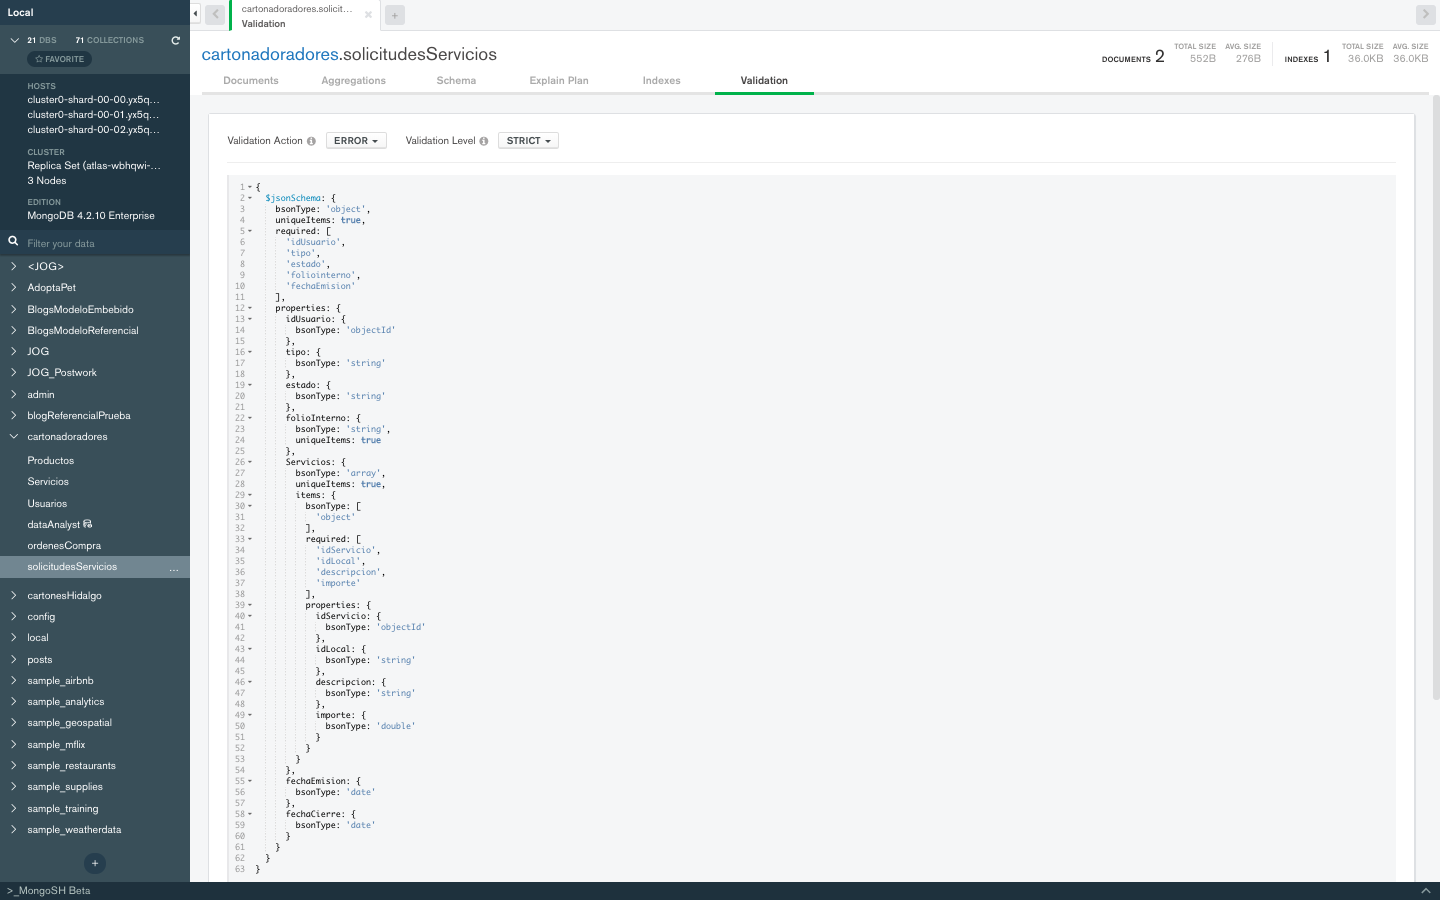 Local
21 DBS 71 COLLECTIONS
FAVORITE
HOSTS
cluster0-shard-00-00.yx5q...
cluster0-shard-00-01.yx5q...
cluster0-shard-00-02.yx5q...
CLUSTER
Replica Set (atlas-wbhqwi-...
3 Nodes
EDITION
MongoDB 4.2.10 Enterprise
Filter your data
<JOG>
AdoptaPet
BlogsModeloEmbebido
BlogsModeloReferencial
JOG
JOG_Postwork
admin
blogReferencialPrueba
cartonadoradores
Productos
Servicios
Usuarios
dataAnalyst
ordenesCompra
solicitudesServicios ...
cartonesHidalgo
config
local
posts
sample_airbnb
sample_analytics
sample_geospatial
sample_mflix
sample_restaurants
sample_supplies
sample_training
sample_weatherdata
+
>_MongoSH Beta
cartonadoradores.solicit...
Validation
+
cartonadoradores.solicitudesServicios
DOCUMENTS 2 TOTAL SIZE 552B AVG. SIZE 276B INDEXES 1 TOTAL SIZE 36.0KB AVG. SIZE 36.0KB
Documents Aggregations Schema Explain Plan Indexes Validation
Validation Action ERROR Validation Level STRICT
1 {
2 $jsonSchema: {
3 bsonType: 'object',
4 uniqueItems: true,
5 required: [
6 'idUsuario',
7 'tipo',
8 'estado',
9 'foliointerno',
10 'fechaEmision'
11 ],
12 properties: {
13 idUsuario: {
14 bsonType: 'objectId'
15 },
16 tipo: {
17 bsonType: 'string'
18 },
19 estado: {
20 bsonType: 'string'
21 },
22 folioInterno: {
23 bsonType: 'string',
24 uniqueItems: true
25 },
26 Servicios: {
27 bsonType: 'array',
28 uniqueItems: true,
29 items: {
30 bsonType: [
31 'object'
32 ],
33 required: [
34 'idServicio',
35 'idLocal',
36 'descripcion',
37 'importe'
38 ],
39 properties: {
40 idServicio: {
41 bsonType: 'objectId'
42 },
43 idLocal: {
44 bsonType: 'string'
45 },
46 descripcion: {
47 bsonType: 'string'
48 },
49 importe: {
50 bsonType: 'double'
51 }
52 }
53 }
54 },
55 fechaEmision: {
56 bsonType: 'date'
57 },
58 fechaCierre: {
59 bsonType: 'date'
60 }
61 }
62 }
63 }